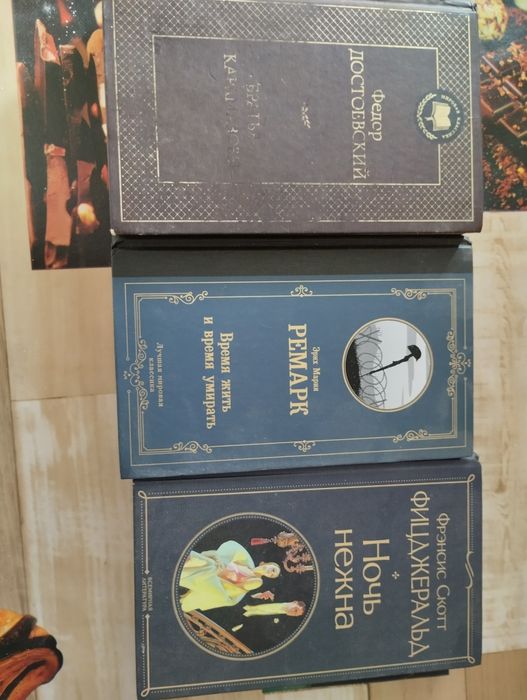 Федор
ДОСТОЕВСКИЙ
БРАТЬЯ
Эрих Мария
РЕМАРК
Время жить
и время умирать
Лучшая мировая
классика
Фрэнсис Скотт
ФИЦДЖЕРАЛЬД
Ночь
нежна
ВСЕМИРНАЯ
ЛИТЕРАТУРА